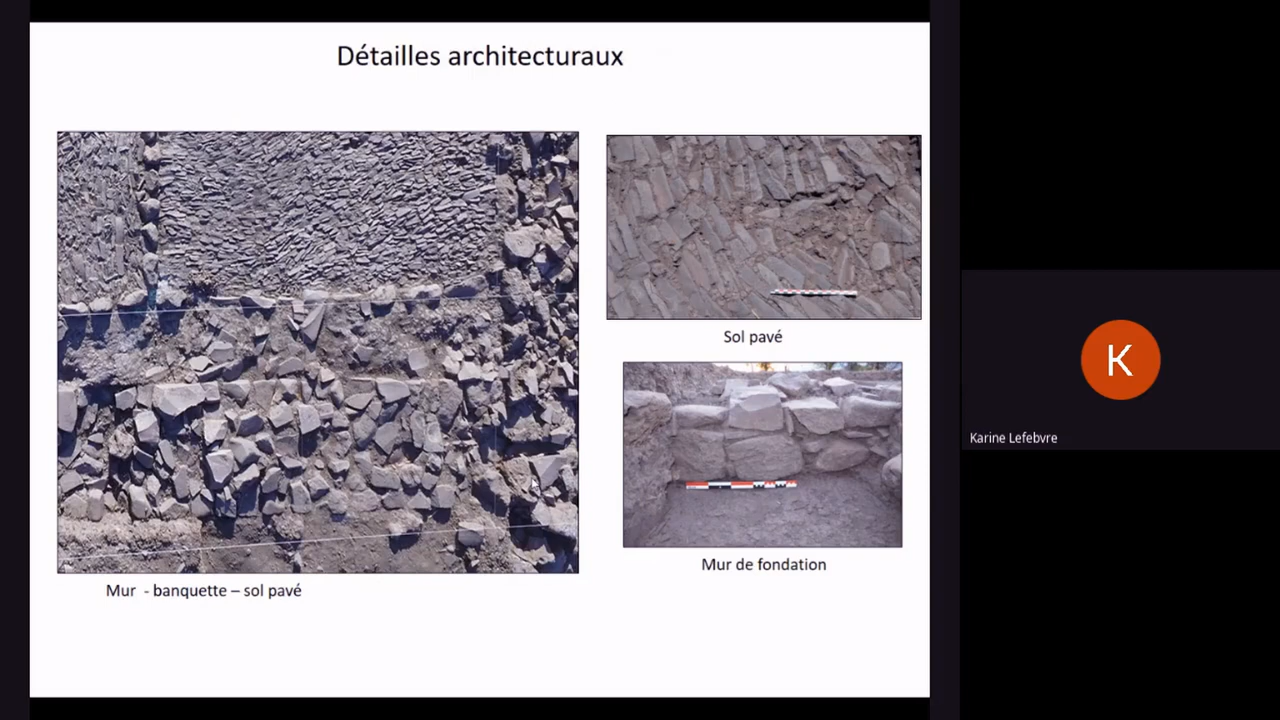 Détailles architecturaux
Sol pavé
Mur de fondation
Mur - banquette – sol pavé
K
Karine Lefebvre